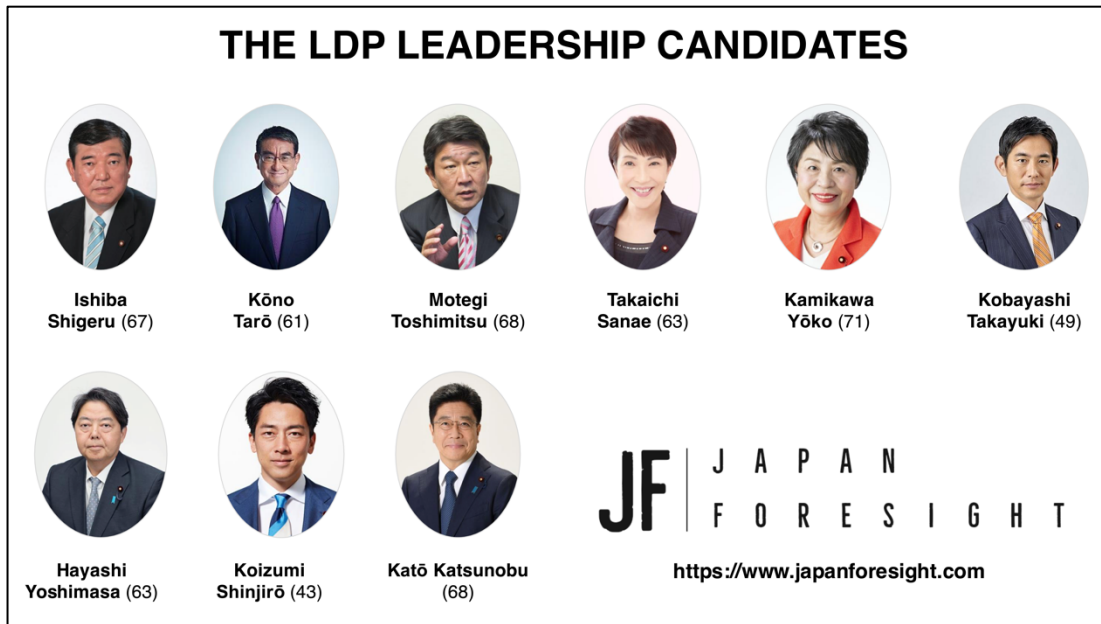 THE LDP LEADERSHIP CANDIDATES
Ishiba
Shigeru (67)
Kōno
Tarō (61)
Motegi
Toshimitsu (68)
Takaichi
Sanae (63)
Kamikawa
Yōko (71)
Kobayashi
Takayuki (49)
Hayashi
Yoshimasa (63)
Koizumi
Shinjirō (43)
Katō Katsunobu
(68)
JF
JAPAN
FORESIGHT
https://www.japanforesight.com